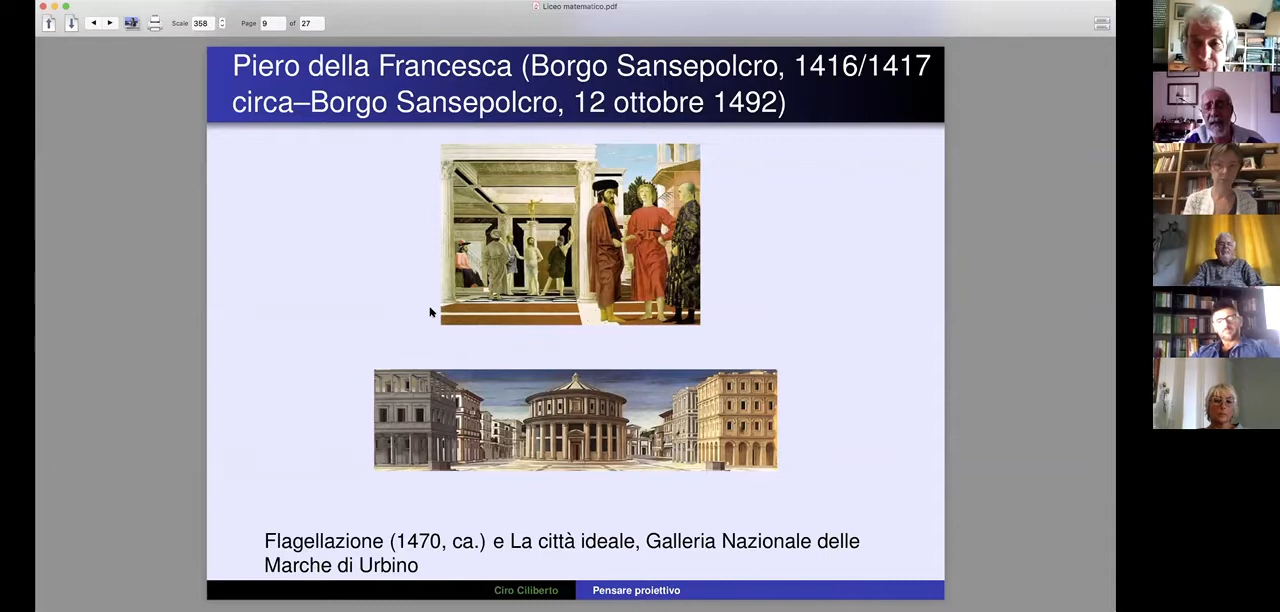 Liceo matematico.pdf
Scale 358 Page 9 of 27
Piero della Francesca (Borgo Sansepolcro, 1416/1417
circa–Borgo Sansepolcro, 12 ottobre 1492)
Flagellazione (1470, ca.) e La città ideale, Galleria Nazionale delle
Marche di Urbino
Ciro Ciliberto Pensare proiettivo